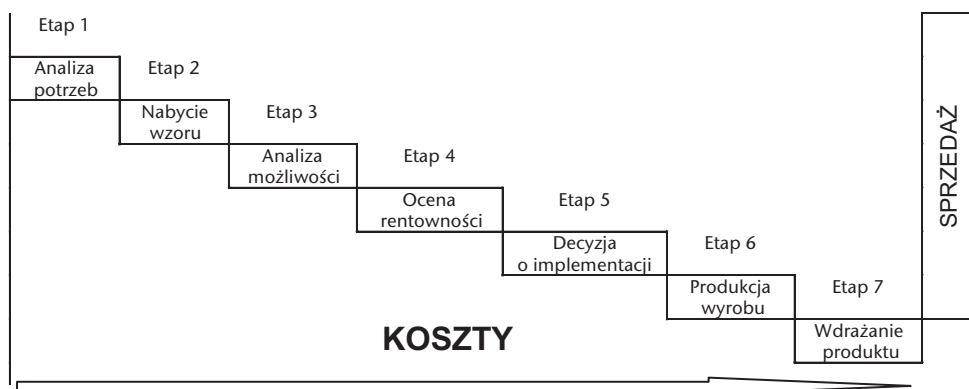 Etap 1
Analiza
potrzeb
Etap 2
Nabycie
wzoru
Etap 3
Analiza
możliwości
Etap 4
Ocena
rentowności
Etap 5
Decyzja
o implementacji
Etap 6
Produkcja
wyrobu
Etap 7
Wdrażanie
produktu
SPRZEDAŻ
KOSZTY